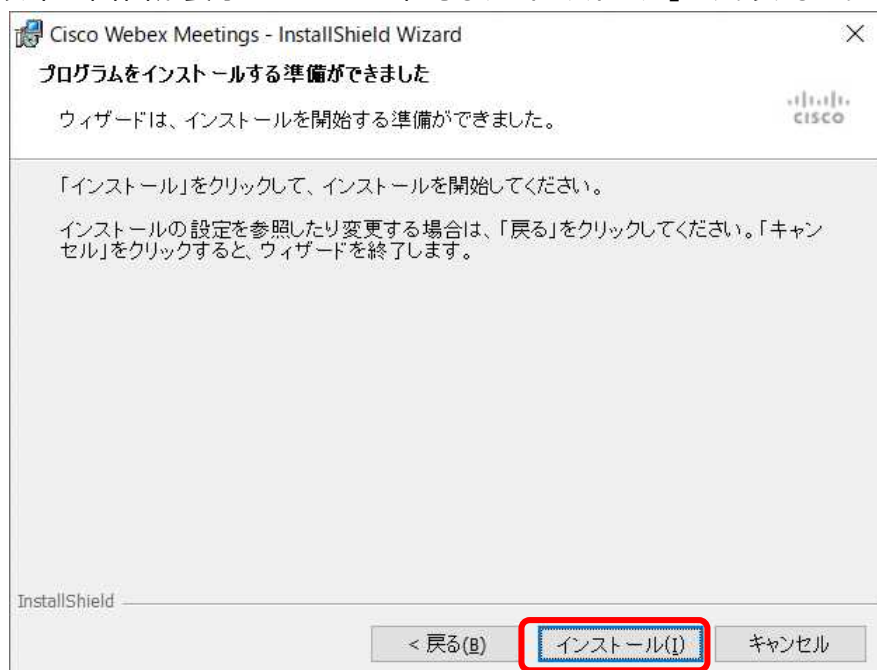 Cisco Webex Meetings - InstallShield Wizard
プログラムをインストールする準備ができました
ウィザードは、インストールを開始する準備ができました。
CISCO
「インストール」をクリックして、インストールを開始してください。
インストールの設定を参照したり変更する場合は、「戻る」をクリックしてください。「キャン
セル」をクリックすると、ウィザードを終了します。
InstallShield
< 戻る(B)
インストール(I)
キャンセル